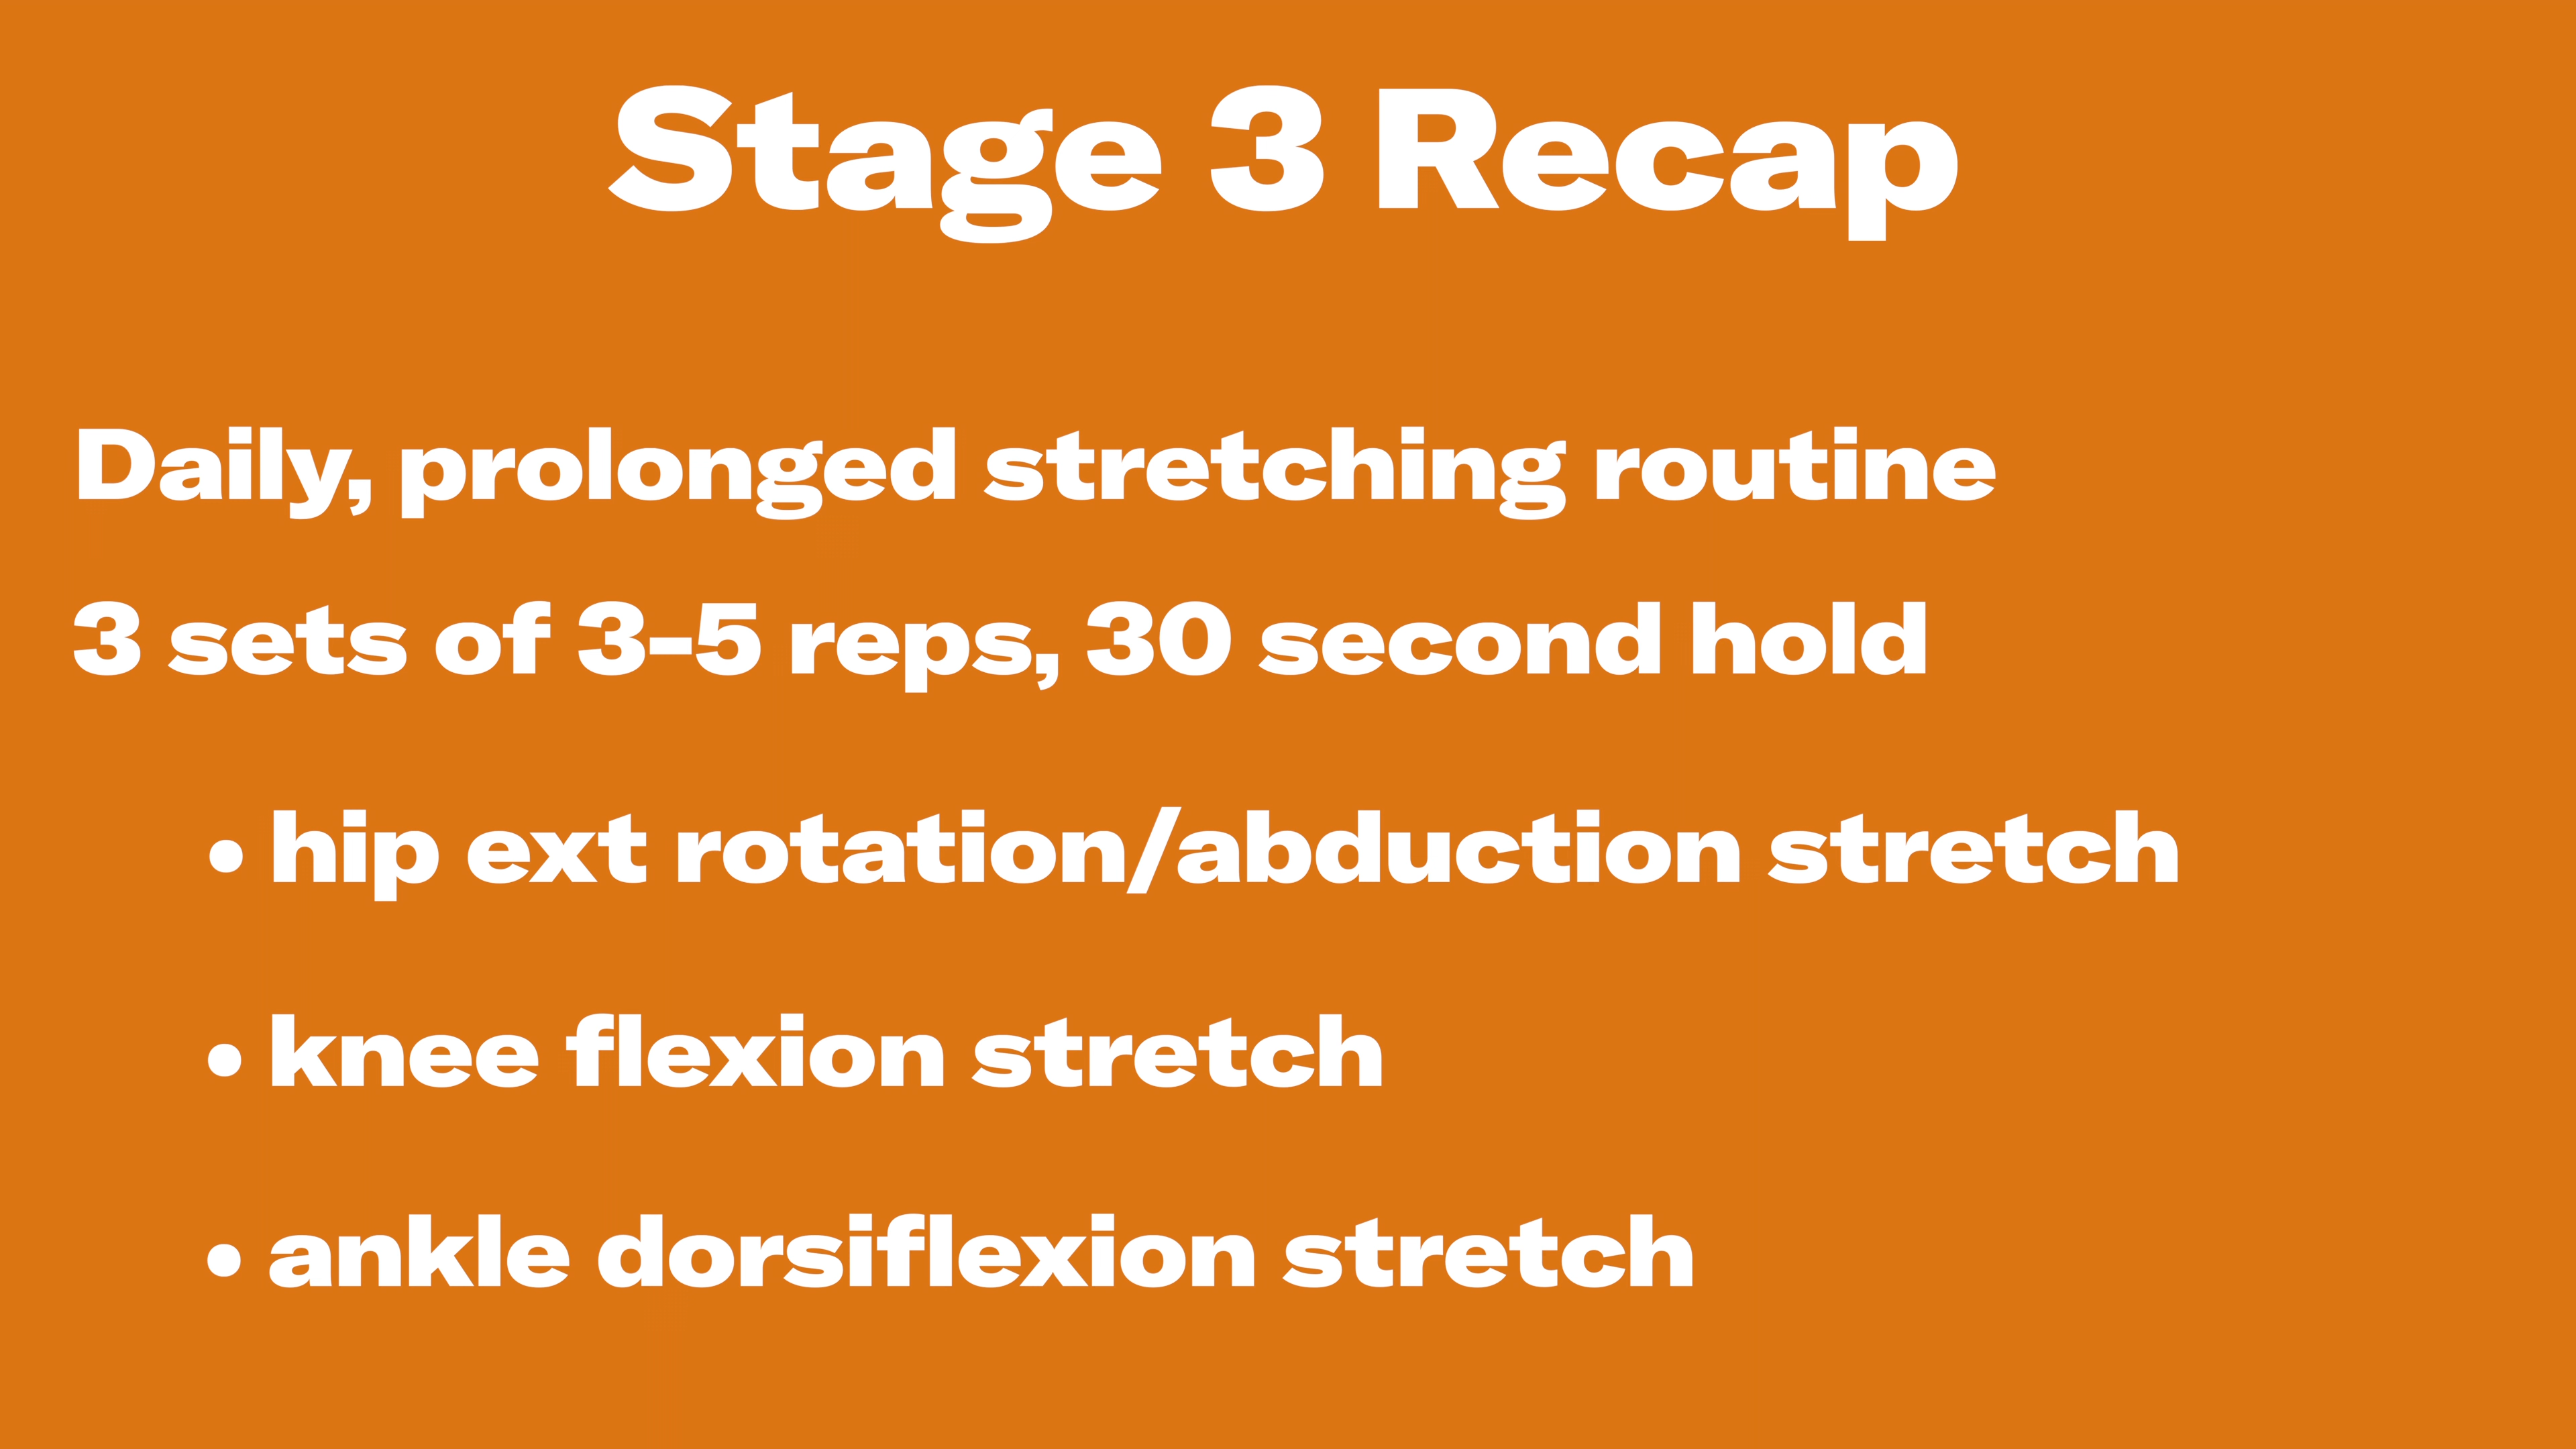 Stage 3 Recap
Daily, prolonged stretching routine
3 sets of 3-5 reps, 30 second hold
• hip ext rotation/abduction stretch
• knee flexion stretch
• ankle dorsiflexion stretch